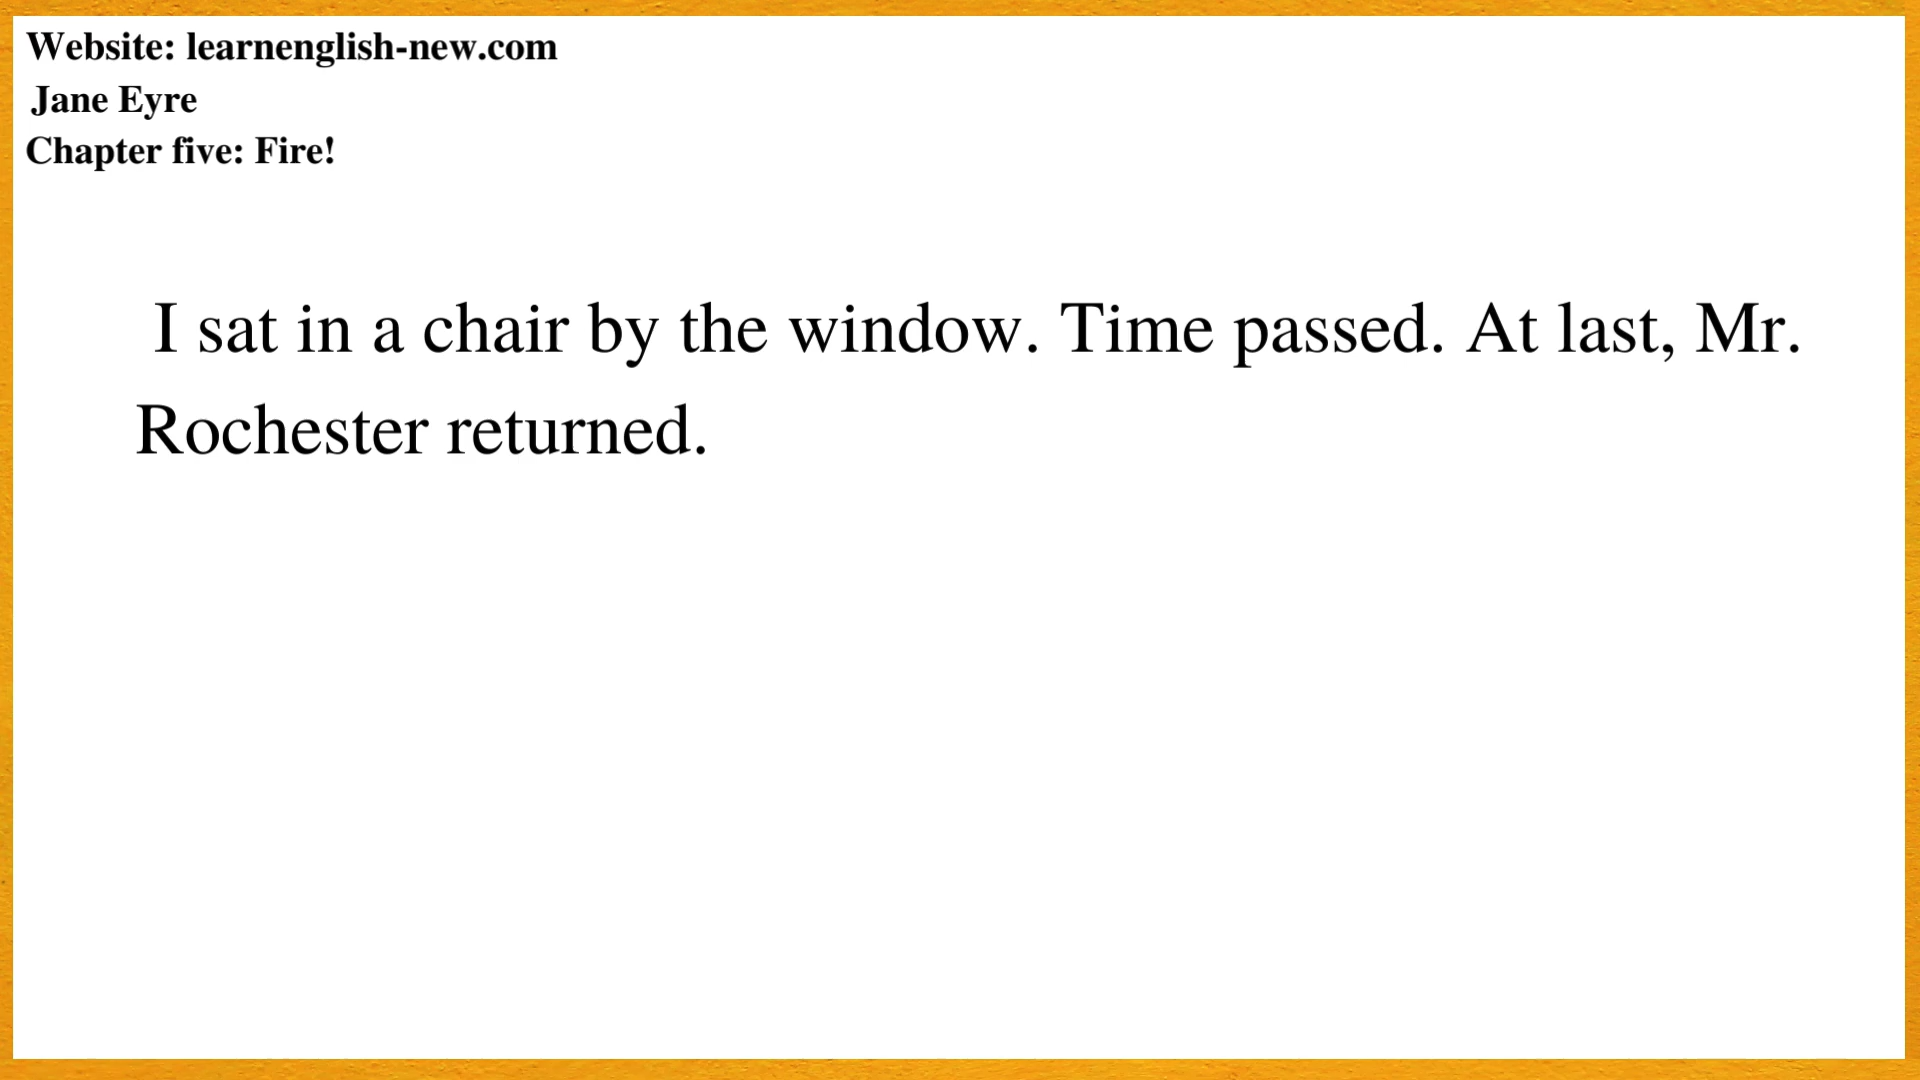 Website: learnenglish-new.com
Jane Eyre
Chapter five: Fire!
I sat in a chair by the window. Time passed. At last, Mr.
Rochester returned.